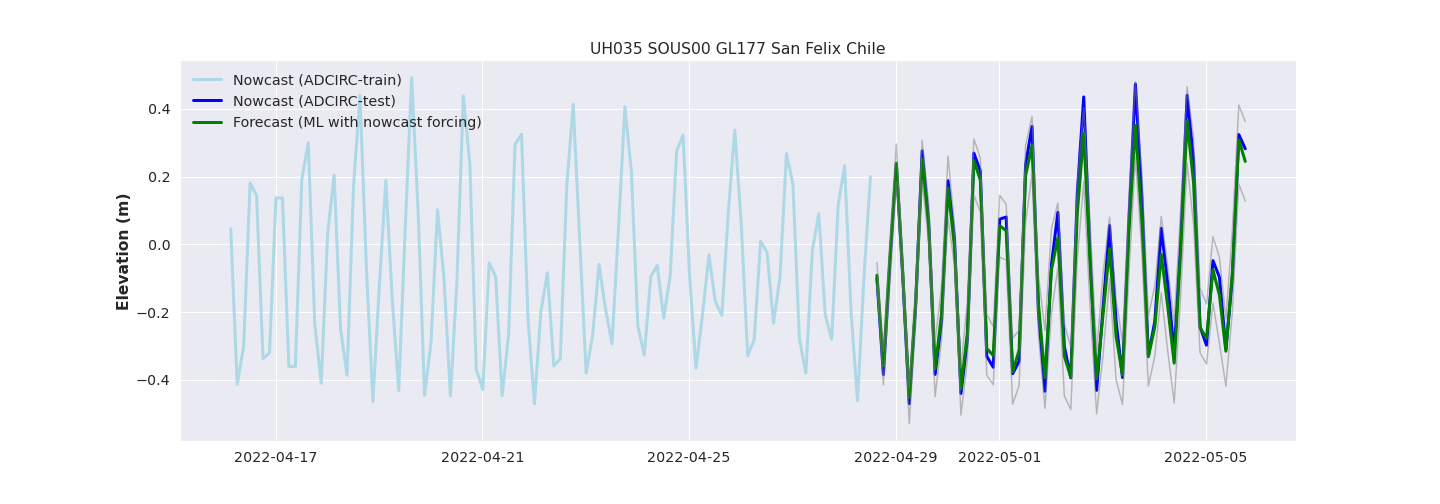 UH035 SOUS00 GL177 San Felix Chile
Nowcast (ADCIRC-train)
Nowcast (ADCIRC-test)
Forecast (ML with nowcast forcing)
Elevation (m)
0.4
0.2
0.0
−0.2
−0.4
2022-04-17 2022-04-21 2022-04-25 2022-04-29 2022-05-01 2022-05-05